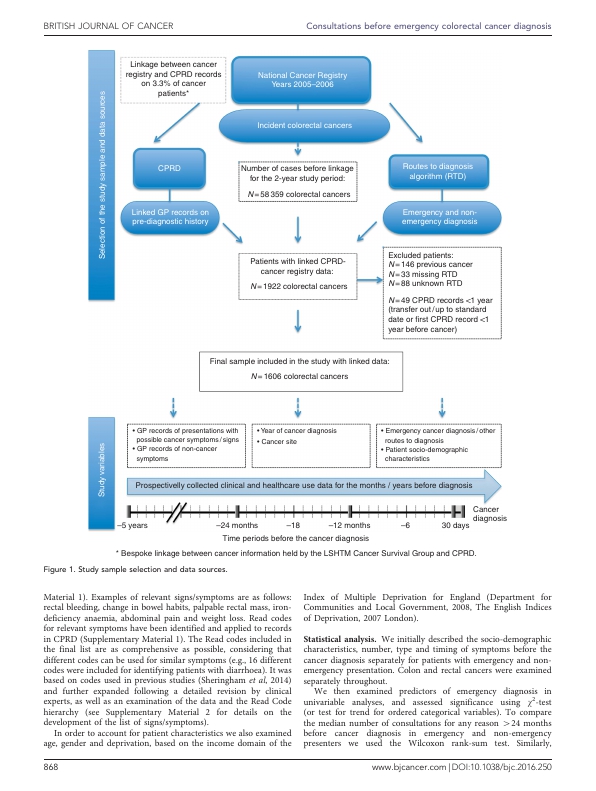 BRITISH JOURNAL OF CANCER
Consultations before emergency colorectal cancer diagnosis
Selection of the study sample and data sources
Linkage between cancer
registry and CPRD records
on 3.3% of cancer
patients*
National Cancer Registry
Years 2005–2006
Incident colorectal cancers
CPRD
Number of cases before linkage
for the 2-year study period:
N=58 359 colorectal cancers
Routes to diagnosis
algorithm (RTD)
Linked GP records on
pre-diagnostic history
Emergency and non-
emergency diagnosis
Patients with linked CPRD-
cancer registry data:
N=1922 colorectal cancers
Excluded patients:
N=146 previous cancer
N=33 missing RTD
N=88 unknown RTD
N=49 CPRD records <1 year
(transfer out/up to standard
date or first CPRD record <1
year before cancer)
Final sample included in the study with linked data:
N=1606 colorectal cancers
Study variables
• GP records of presentations with
possible cancer symptoms/signs
• GP records of non-cancer
symptoms
• Year of cancer diagnosis
• Cancer site
• Emergency cancer diagnosis/other
routes to diagnosis
• Patient socio-demographic
characteristics
Prospectivelly collected clinical and healthcare use data for the months / years before diagnosis
Cancer
diagnosis
–5 years
–24 months
–18
–12 months
–6
30 days
Time periods before the cancer diagnosis
* Bespoke linkage between cancer information held by the LSHTM Cancer Survival Group and CPRD.
Figure 1. Study sample selection and data sources.
Material 1). Examples of relevant signs/symptoms are as follows:
rectal bleeding, change in bowel habits, palpable rectal mass, iron-
deficiency anaemia, abdominal pain and weight loss. Read codes
for relevant symptoms have been identified and applied to records
in CPRD (Supplementary Material 1). The Read codes included in
the final list are as comprehensive as possible, considering that
different codes can be used for similar symptoms (e.g., 16 different
codes were included for identifying patients with diarrhoea). It was
based on codes used in previous studies (Sheringham et al, 2014)
and further expanded following a detailed revision by clinical
experts, as well as an examination of the data and the Read Code
hierarchy (see Supplementary Material 2 for details on the
development of the list of signs/symptoms).
In order to account for patient characteristics we also examined
age, gender and deprivation, based on the income domain of the
Index of Multiple Deprivation for England (Department for
Communities and Local Government, 2008, The English Indices
of Deprivation, 2007 London).
Statistical analysis. We initially described the socio-demographic
characteristics, number, type and timing of symptoms before the
cancer diagnosis separately for patients with emergency and non-
emergency presentation. Colon and rectal cancers were examined
separately throughout.
We then examined predictors of emergency diagnosis in
univariable analyses, and assessed significance using χ²-test
(or test for trend for ordered categorical variables). To compare
the median number of consultations for any reason >24 months
before cancer diagnosis in emergency and non-emergency
presenters we used the Wilcoxon rank-sum test. Similarly,
868
www.bjcancer.com | DOI:10.1038/bjc.2016.250